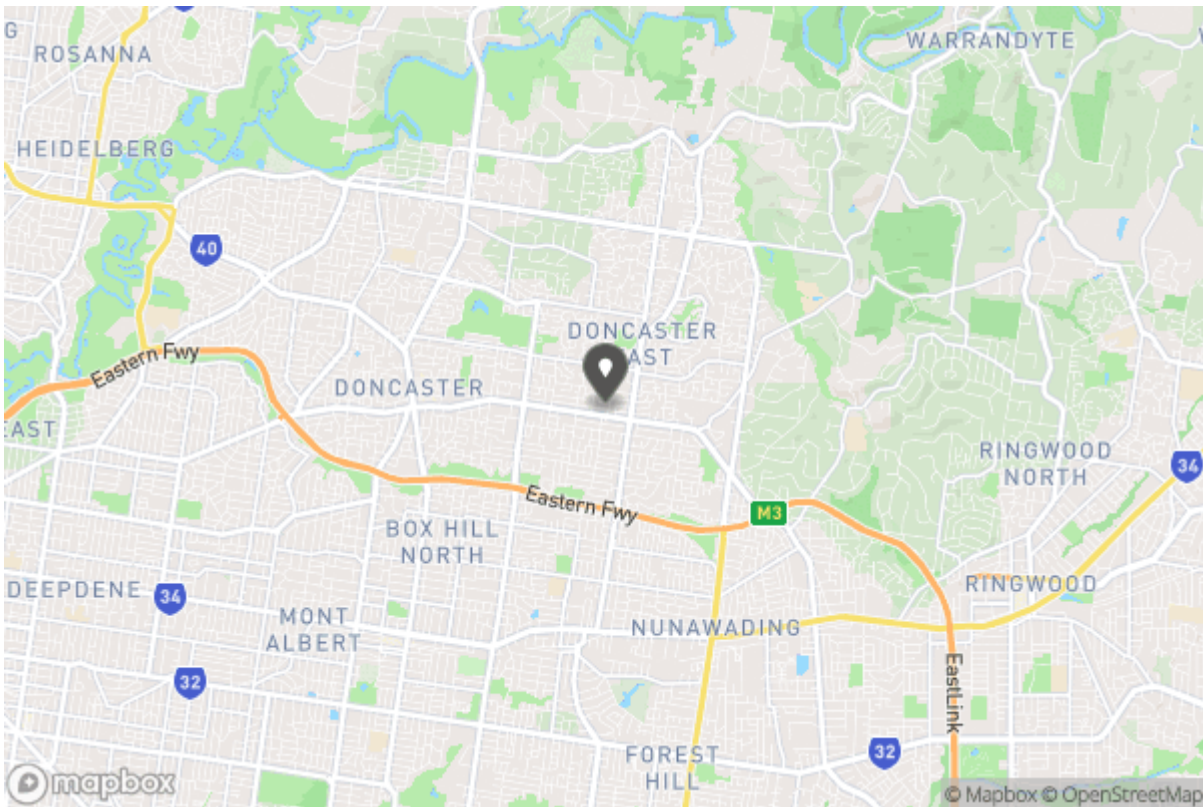 G
ROSANNA
WARRANDYTE
HEIDELBERG
40
DONCASTER
EAST
Eastern Fwy
DONCASTER
EAST
RINGWOOD
NORTH
34
Eastern Fwy
M3
BOX HILL
NORTH
DEEPDENE
34
RINGWOOD
MONT
ALBERT
NUNAWADING
32
EastLink
FOREST
HILL
32
mapbox
© Mapbox © OpenStreetMap